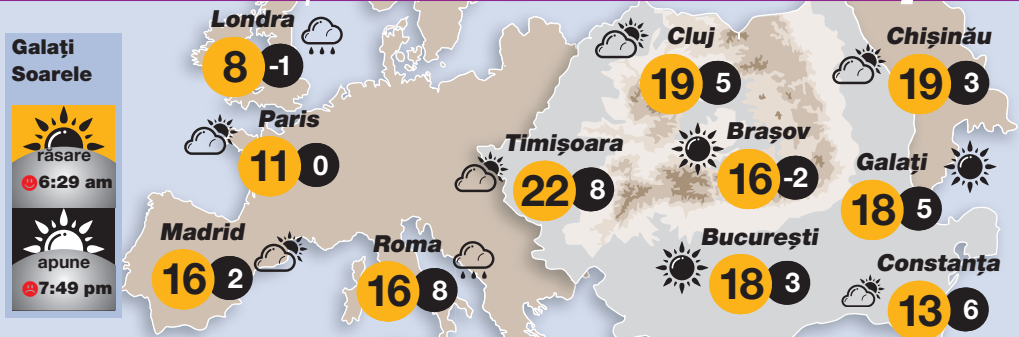 Galați
Soarele
răsare
6:29 am
apune
7:49 pm
Londra
8 -1
Paris
11 0
Madrid
16 2
Roma
16 8
Timișoara
22 8
Cluj
19 5
Brașov
16 -2
București
18 3
Chișinău
19 3
Galați
18 5
Constanța
13 6